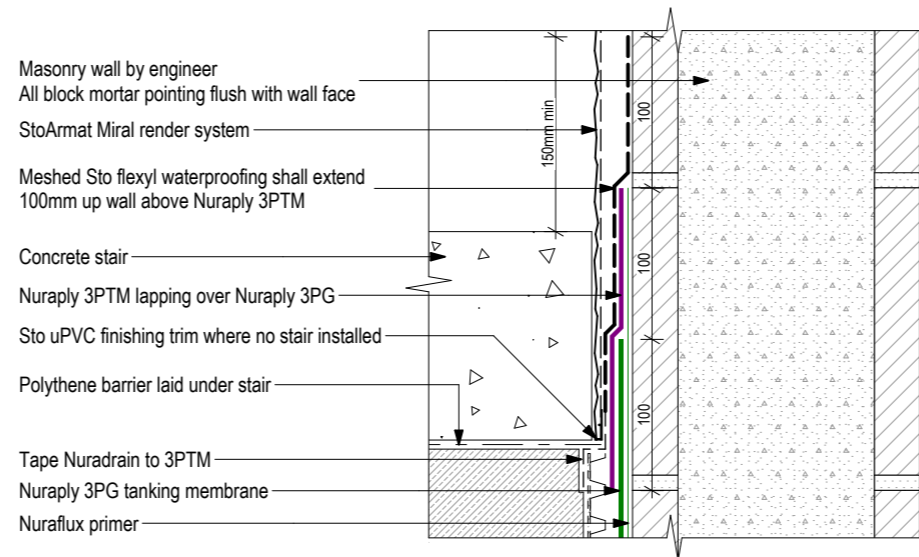 Masonry wall by engineer
All block mortar pointing flush with wall face
StoArmat Miral render system
Meshed Sto flexyl waterproofing shall extend
100mm up wall above Nuraply 3PTM
Concrete stair
Nuraply 3PTM lapping over Nuraply 3PG
Sto uPVC finishing trim where no stair installed
Polythene barrier laid under stair
Tape Nuradrain to 3PTM
Nuraply 3PG tanking membrane
Nuraflux primer
150mm min
100
100
100